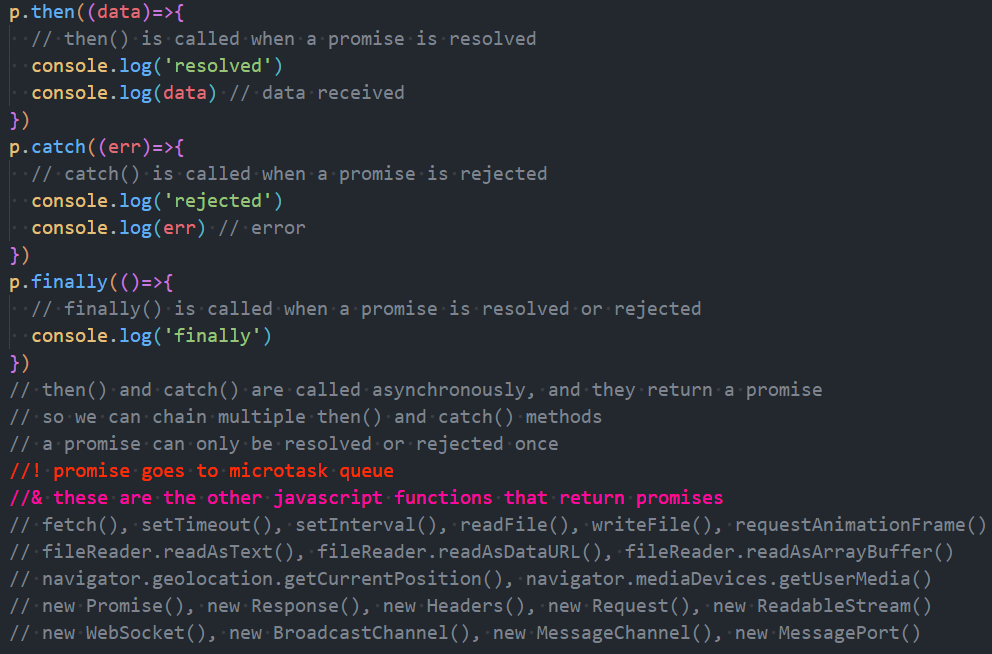 p.then((data)=>{
// then() is called when a promise is resolved
console.log('resolved')
console.log(data) // data received
})
p.catch((err)=>{
// catch() is called when a promise is rejected
console.log('rejected')
console.log(err) // error
})
p.finally(()=>{
// finally() is called when a promise is resolved or rejected
console.log('finally')
})
// then() and catch() are called asynchronously, and they return a promise
// so we can chain multiple then() and catch() methods
// a promise can only be resolved or rejected once
//! promise goes to microtask queue
//& these are the other javascript functions that return promises
// fetch(), setTimeout(), setInterval(), readFile(), writeFile(), requestAnimationFrame()
// fileReader.readAsText(), fileReader.readAsDataURL(), fileReader.readAsArrayBuffer()
// navigator.geolocation.getCurrentPosition(), navigator.mediaDevices.getUserMedia()
// new Promise(), new Response(), new Headers(), new Request(), new ReadableStream()
// new WebSocket(), new BroadcastChannel(), new MessageChannel(), new MessagePort()